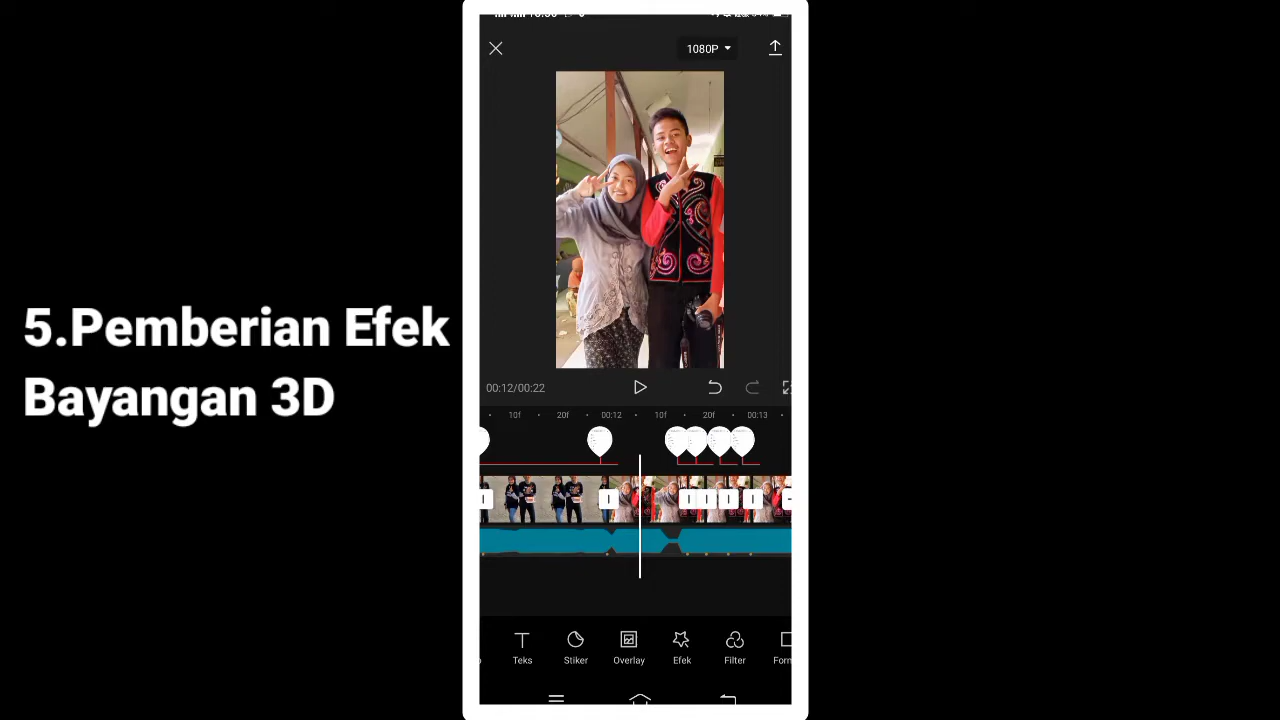 1080P
5.Pemberian Efek
Bayangan 3D
00:12/00:22
10f 20f 00:12 10f 20f 00:13
Teks Stiker Overlay Efek Filter